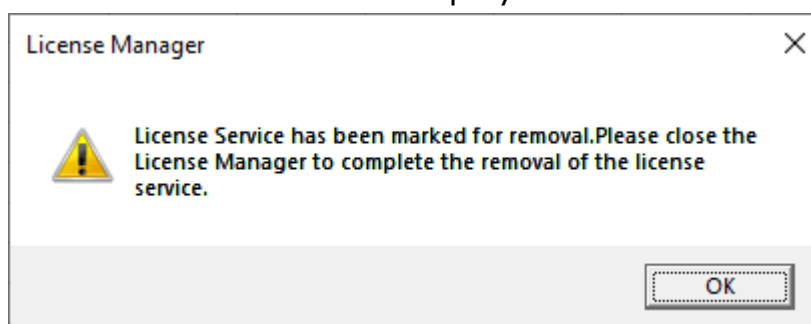 License Manager
License Service has been marked for removal.Please close the
License Manager to complete the removal of the license
service.
OK